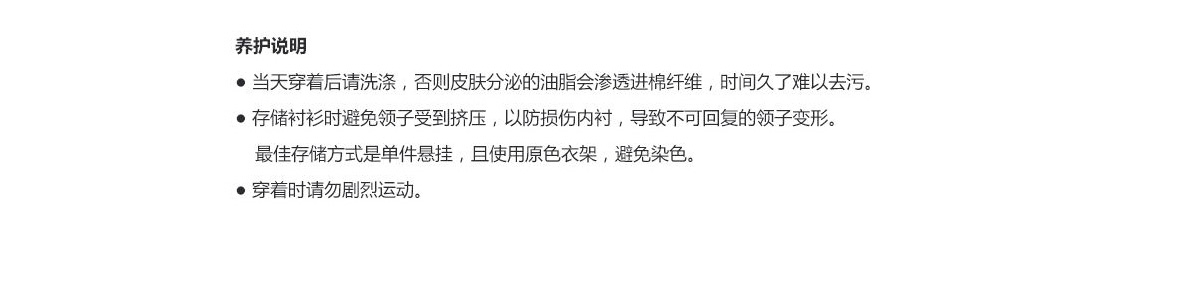 养护说明
● 当天穿着后请洗涤，否则皮肤分泌的油脂会渗透进棉纤维，时间久了难以去污。
● 存储衬衫时避免领子受到挤压，以防损伤内衬，导致不可回复的领子变形。
最佳存储方式是单件悬挂，且使用原色衣架，避免染色。
● 穿着时请勿剧烈运动。